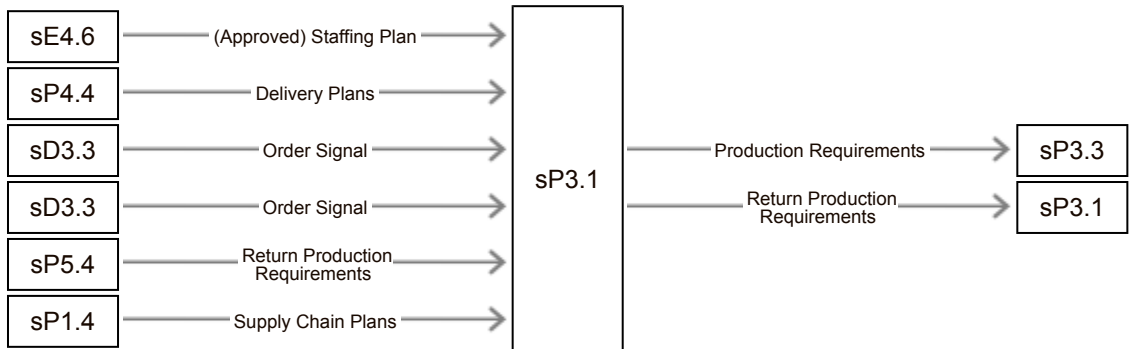 sE4.6
(Approved) Staffing Plan
sP4.4
Delivery Plans
sD3.3
Order Signal
sD3.3
Order Signal
sP5.4
Return Production
Requirements
sP1.4
Supply Chain Plans
sP3.1
Production Requirements
sP3.3
Return Production
Requirements
sP3.1